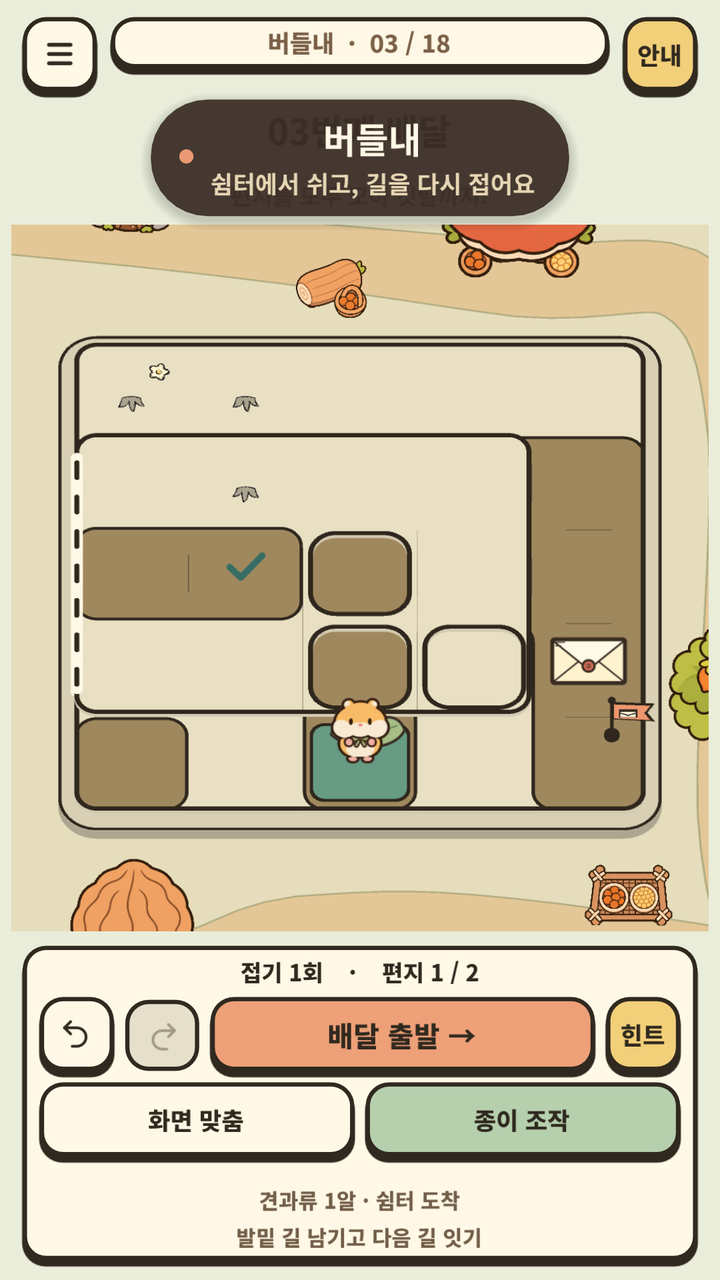 버들내 · 03 / 18
안내
버들내
쉼터에서 쉬고, 길을 다시 접어요
접기 1회 · 편지 1 / 2
배달 출발 →
힌트
화면 맞춤
종이 조작
견과류 1알 · 쉼터 도착
발밑 길 남기고 다음 길 잇기